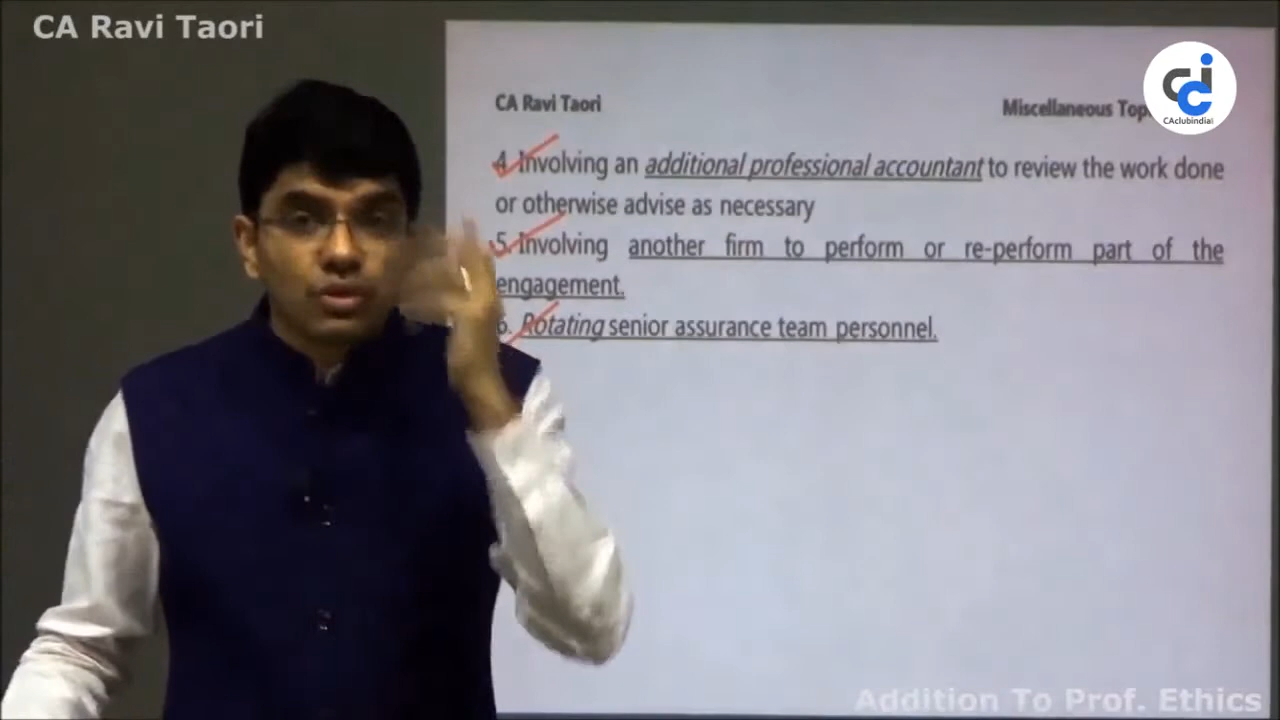 CA Ravi Taori
CA Ravi Taori
Miscellaneous
CAclubindia
4. Involving an additional professional accountant to review the work done
or otherwise advise as necessary
5. Involving another firm to perform or re-perform part of the
engagement.
6. Rotating senior assurance team personnel.
Addition To Prof. Ethics